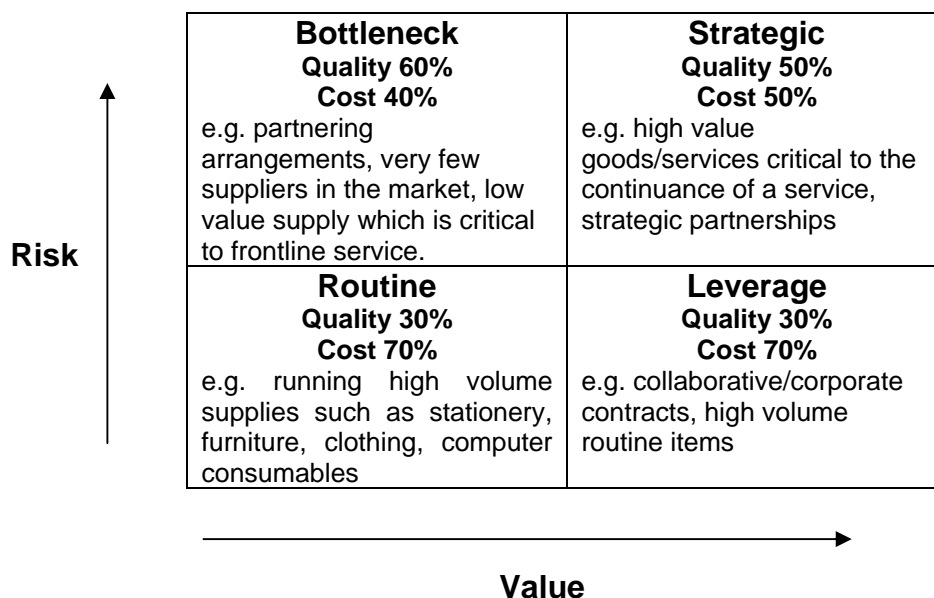 Bottleneck
Quality 60%
Cost 40%
e.g. partnering
arrangements, very few
suppliers in the market, low
value supply which is critical
to frontline service.
Strategic
Quality 50%
Cost 50%
e.g. high value
goods/services critical to the
continuance of a service,
strategic partnerships
Risk
Routine
Quality 30%
Cost 70%
e.g. running high volume
supplies such as stationery,
furniture, clothing, computer
consumables
Leverage
Quality 30%
Cost 70%
e.g. collaborative/corporate
contracts, high volume
routine items
Value